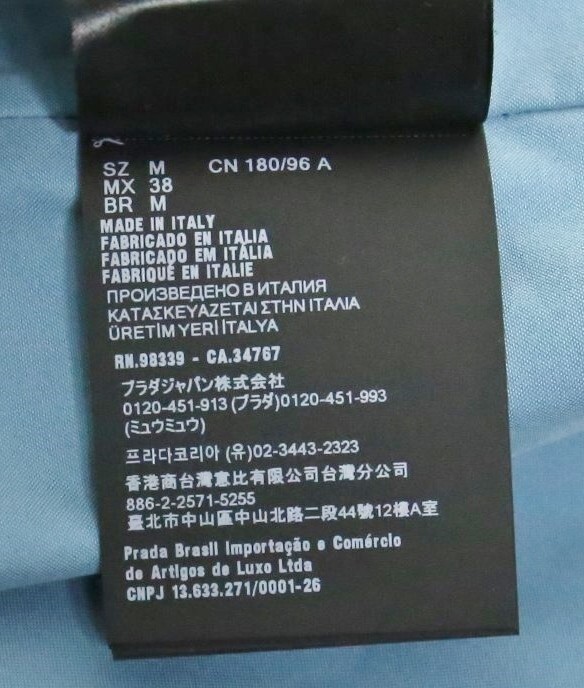 SZ M CN 180/96 A
MX 38
BR M
MADE IN ITALY
FABRICADO EN ITALIA
FABRICADO EM ITÁLIA
FABRIQUÉ EN ITALIE
ПРОИЗВЕДЕНО В ИТАЛИЯ
ΚΑΤΑΣΚΕΥΑΖΕΤΑΙ ΣΤΗΝ ΙΤΑΛΙΑ
ÜRETİM YERİ İTALYA
RN.98339 - CA.34767
プラダジャパン株式会社
0120-451-913 (プラダ)0120-451-993
(ミュウミュウ)
프라다코리아 (유)02-3443-2323
香港商台灣意比有限公司台灣分公司
886-2-2571-5255
臺北市中山區中山北路二段44號12樓A室
Prada Brasil Importação e Comércio
de Artigos de Luxo Ltda
CNPJ 13.633.271/0001-26